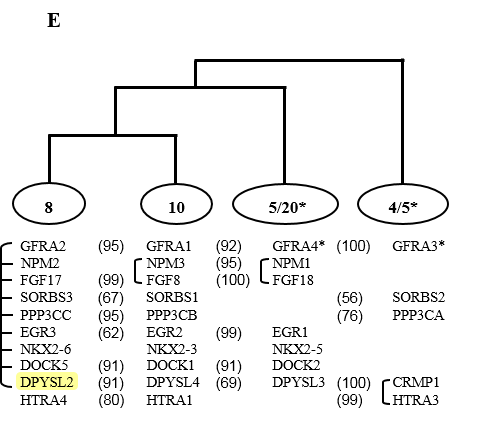 E
8 10 5/20* 4/5*
GFRA2 (95) GFRA1 (92) GFRA4* (100) GFRA3*
NPM2 NPM3 (95) NPM1
FGF17 (99) FGF8 (100) FGF18
SORBS3 (67) SORBS1 (56) SORBS2
PPP3CC (95) PPP3CB (76) PPP3CA
EGR3 (62) EGR2 (99) EGR1
NKX2-6 NKX2-3 NKX2-5
DOCK5 (91) DOCK1 (91) DOCK2
DPYSL2 (91) DPYSL4 (69) DPYSL3 (100) CRMP1
HTRA4 (80) HTRA1 (99) HTRA3